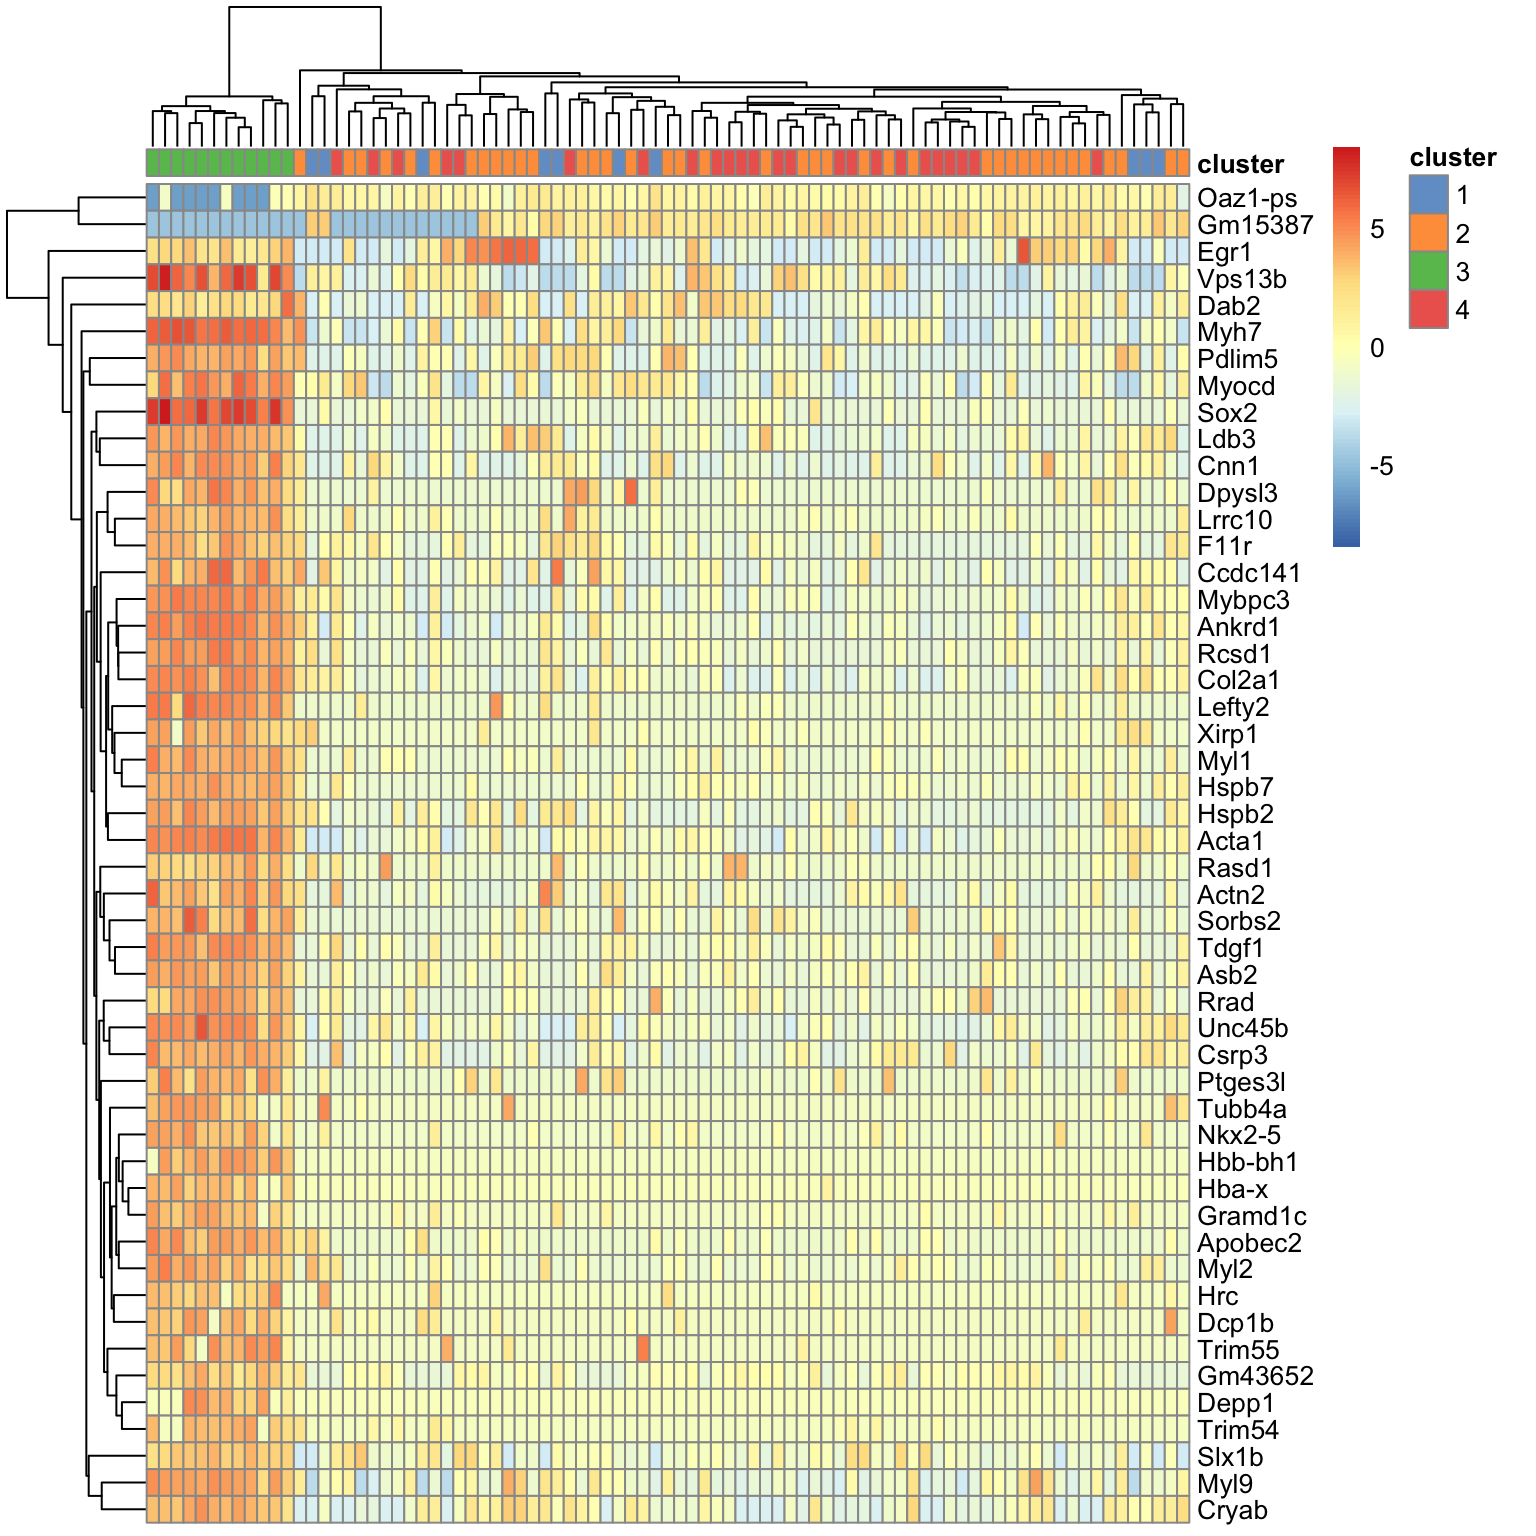 cluster
Oaz1-ps
Gm15387
Egr1
Vps13b
Dab2
Myh7
Pdlim5
Myocd
Sox2
Ldb3
Cnn1
Dpysl3
Lrrc10
F11r
Ccdc141
Mybpc3
Ankrd1
Rcsd1
Col2a1
Lefty2
Xirp1
Myl1
Hspb7
Hspb2
Acta1
Rasd1
Actn2
Sorbs2
Tdgf1
Asb2
Rrad
Unc45b
Csrp3
Ptges3l
Tubb4a
Nkx2-5
Hbb-bh1
Hba-x
Gramd1c
Apobec2
Myl2
Hrc
Dcp1b
Trim55
Gm43652
Depp1
Trim54
Slx1b
Myl9
Cryab
5
0
-5
cluster
1
2
3
4